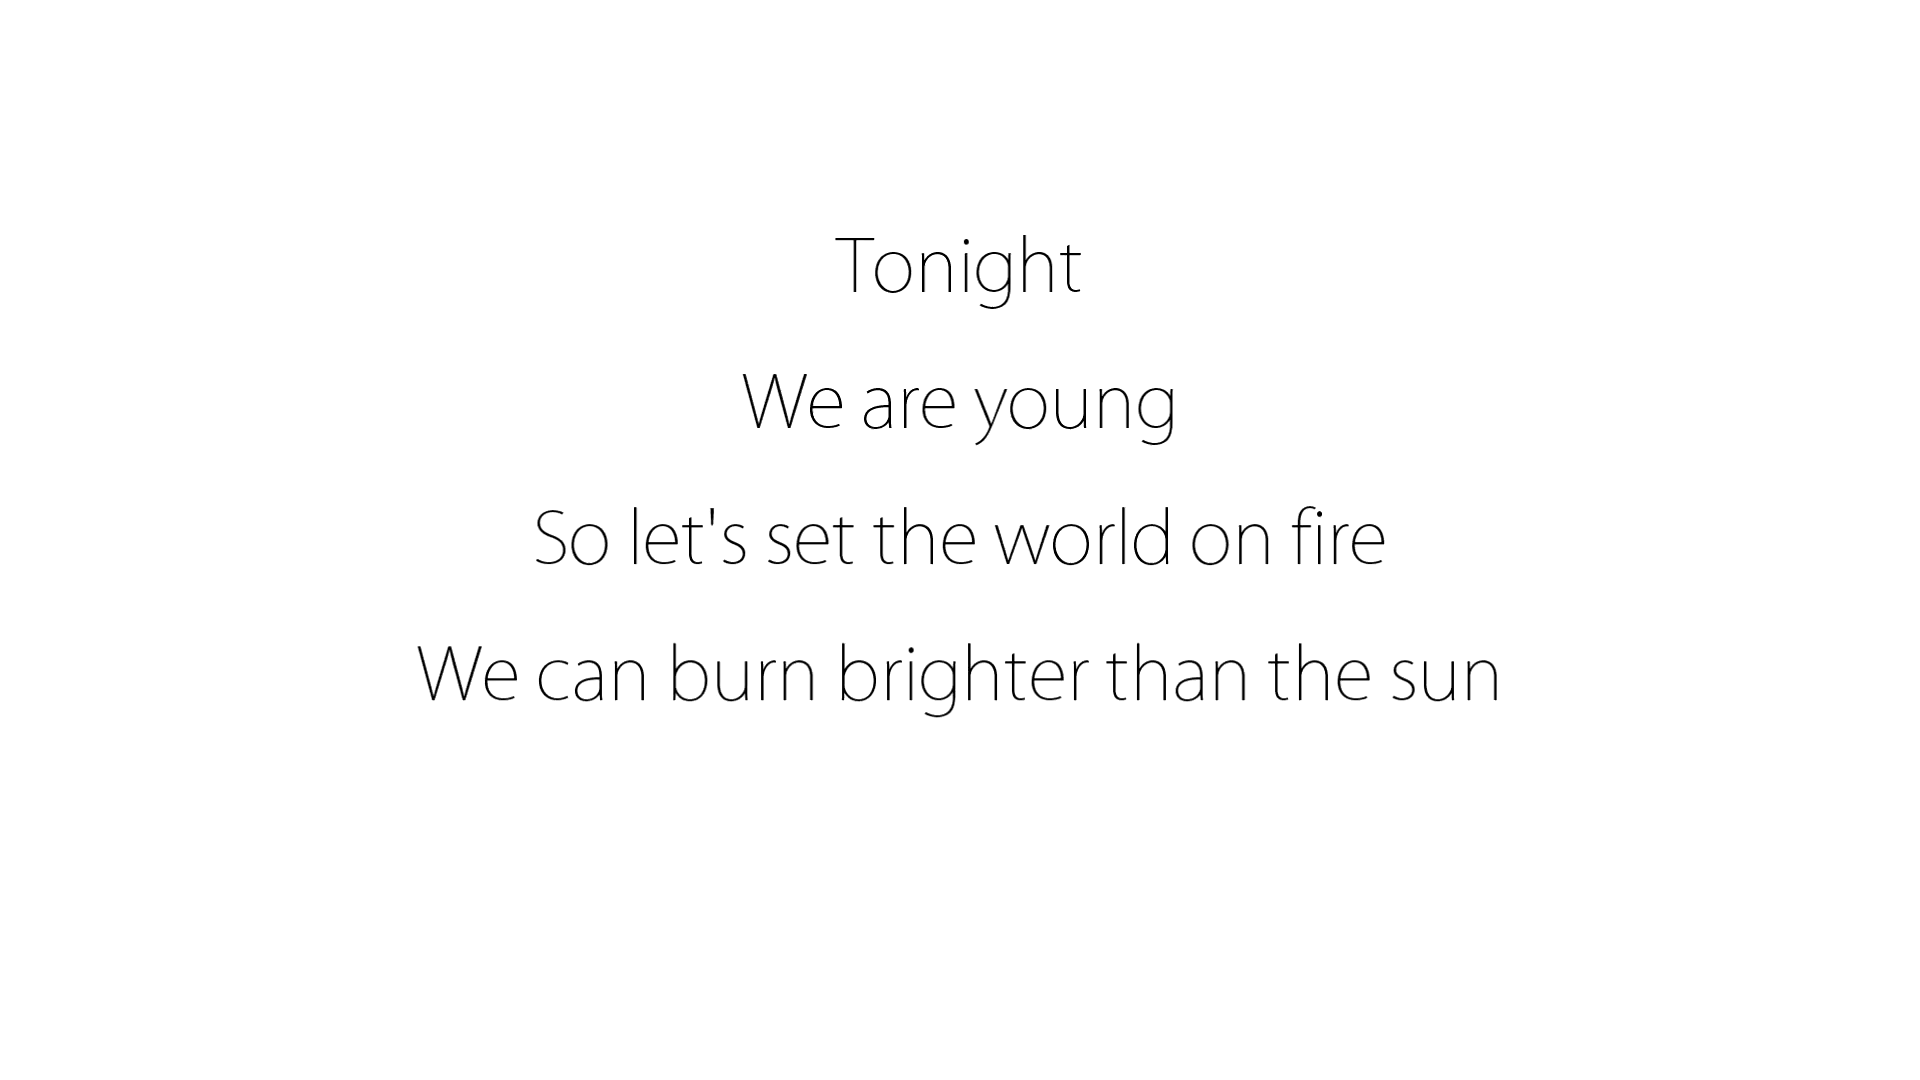 Tonight
We are young
So let's set the world on fire
We can burn brighter than the sun